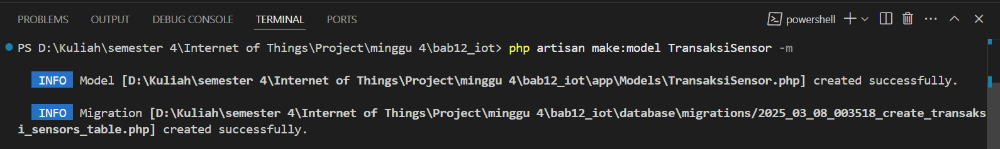 PROBLEMS OUTPUT DEBUG CONSOLE TERMINAL PORTS powershell
PS D:\Kuliah\semester 4\Internet of Things\Project\minggu 4\bab12_iot> php artisan make:model TransaksiSensor -m
INFO Model [D:\Kuliah\semester 4\Internet of Things\Project\minggu 4\bab12_iot\app\Models\TransaksiSensor.php] created successfully.
INFO Migration [D:\Kuliah\semester 4\Internet of Things\Project\minggu 4\bab12_iot\database\migrations/2025_03_08_003518_create_transaks
i_sensors_table.php] created successfully.